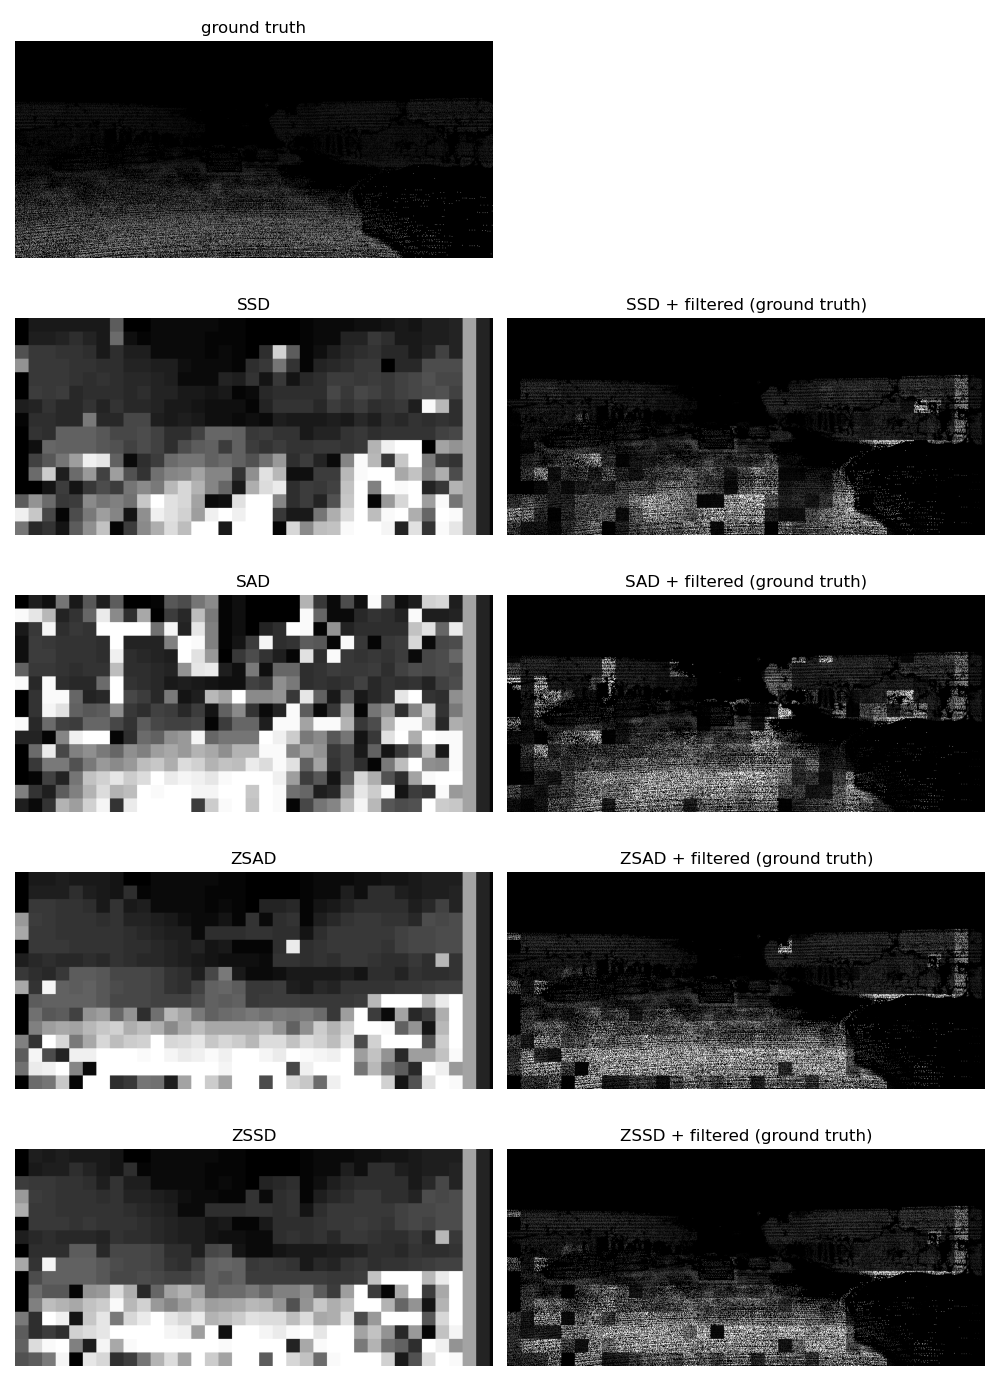 ground truth
SSD
SSD + filtered (ground truth)
SAD
SAD + filtered (ground truth)
ZSAD
ZSAD + filtered (ground truth)
ZSSD
ZSSD + filtered (ground truth)